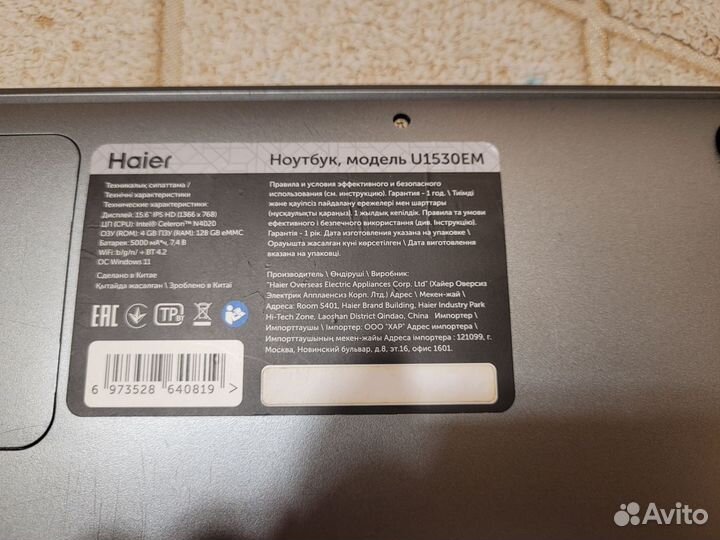 Haier
Ноутбук, модель U1530EM
Техникалық сипаттама /
Технічні характеристики
Технические характеристики:
Дисплей: 15.6" IPS HD (1366 x 768)
ЦП (CPU): Intel® Celeron™ N4020
ОЗУ (ROM): 4 GB ПЗУ (RAM): 128 GB eMMC
Батарея: 5000 мА*ч, 7,4 В
WiFi: b/g/n/ + BT 4.2
ОС Windows 11
Сделано в Китае
Қытайда жасалған \ Зроблено в Китаї
EAC
ТР
6 973528 640819 >
Правила и условия эффективного и безопасного
использования (см. инструкцию). Гарантия - 1 год. \ Тиімді
және қауіпсіз пайдалану ережелері мен шарттары
(нұсқаулықты қараңыз). 1 жылдық кепілдік. Правила та умови
ефективного і безпечного використання (див. Інструкцію).
Гарантія - 1 рік. \ Дата изготовления указана на упаковке \
Орауышта жасалған күні көрсетілген \ Дата виготовлення
вказана на упаковці.
Производитель \ Өндіруші \ Виробник:
"Haier Overseas Electric Appliances Corp. Ltd" (Хайер Оверсиз
Электрик Апплаенсиз Корп. Лтд.) Адрес \ Мекен-жай \
Адреса: Room S401, Haier Brand Building, Haier Industry Park
Hi-Tech Zone, Laoshan District Qindao, China Импортер \
Импорттаушы \ Імпортер: ООО "ХАР" Адрес импортера \
Импорттаушының мекен-жайы Адреса імпортера : 121099, г.
Москва, Новинский бульвар, д.8, эт.16, офис 1601.
Avito